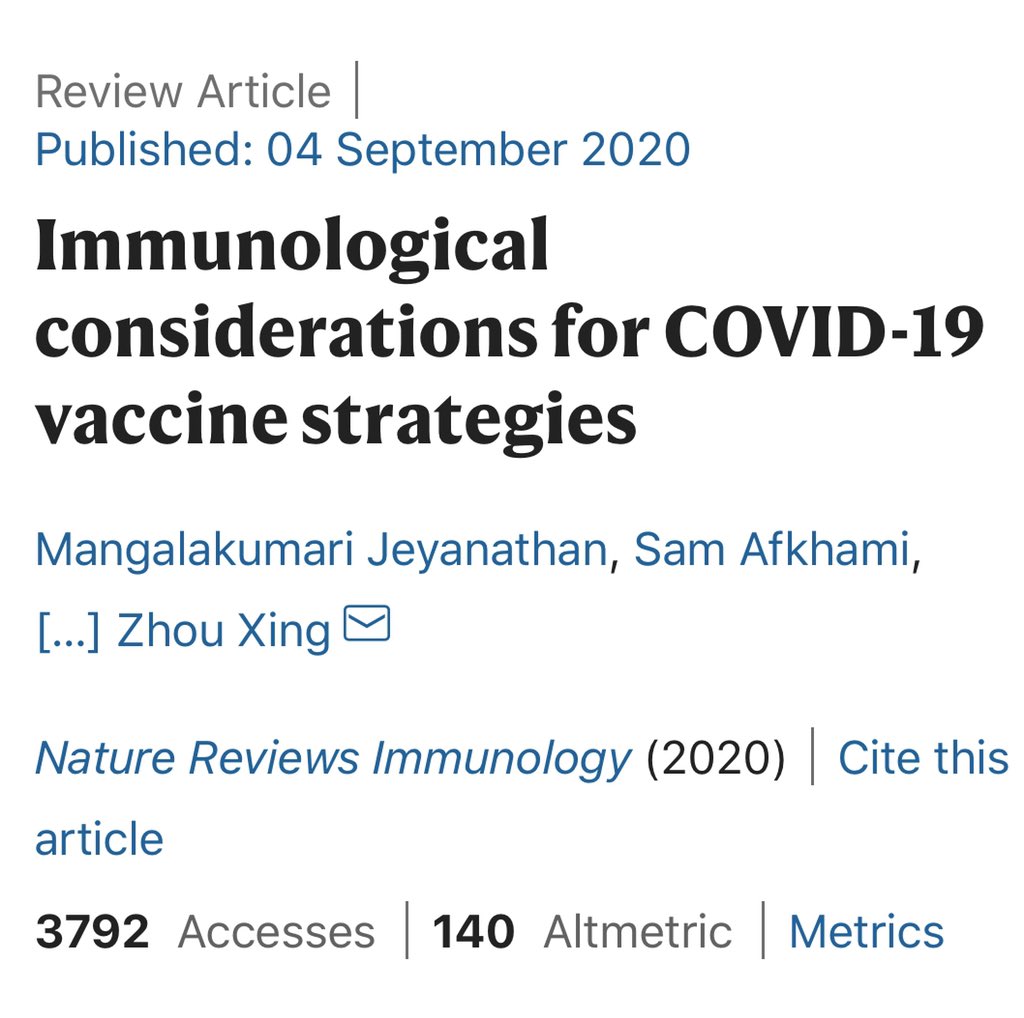 Review Article |
Published: 04 September 2020
Immunological
considerations for COVID-19
vaccine strategies
Mangalakumari Jeyanathan, Sam Afkhami,
[...] Zhou Xing
Nature Reviews Immunology (2020) | Cite this
article
3792 Accesses | 140 Altmetric | Metrics